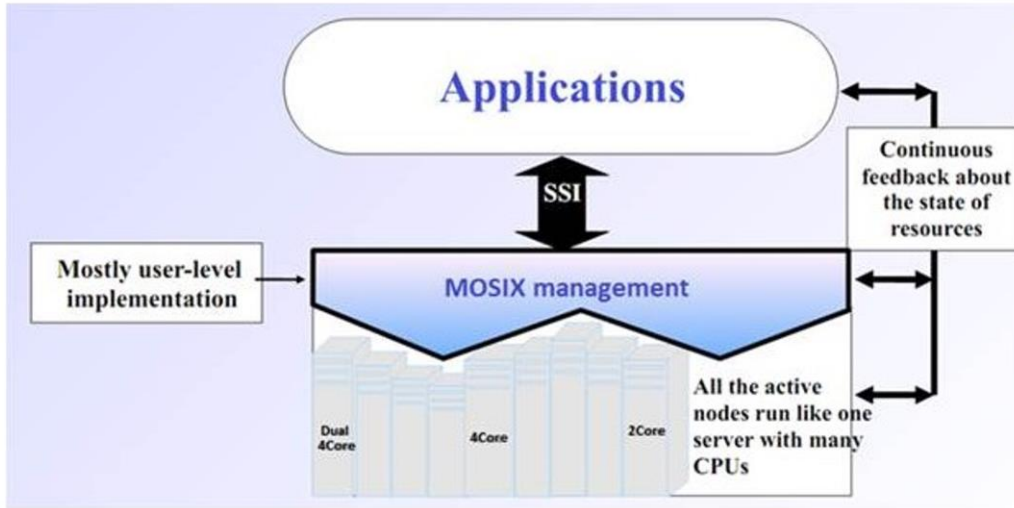 Applications
SSI
Continuous
feedback about
the state of
resources
Mostly user-level
implementation
MOSIX management
Dual
4Core
4Core
2Core
All the active
nodes run like one
server with many
CPUs